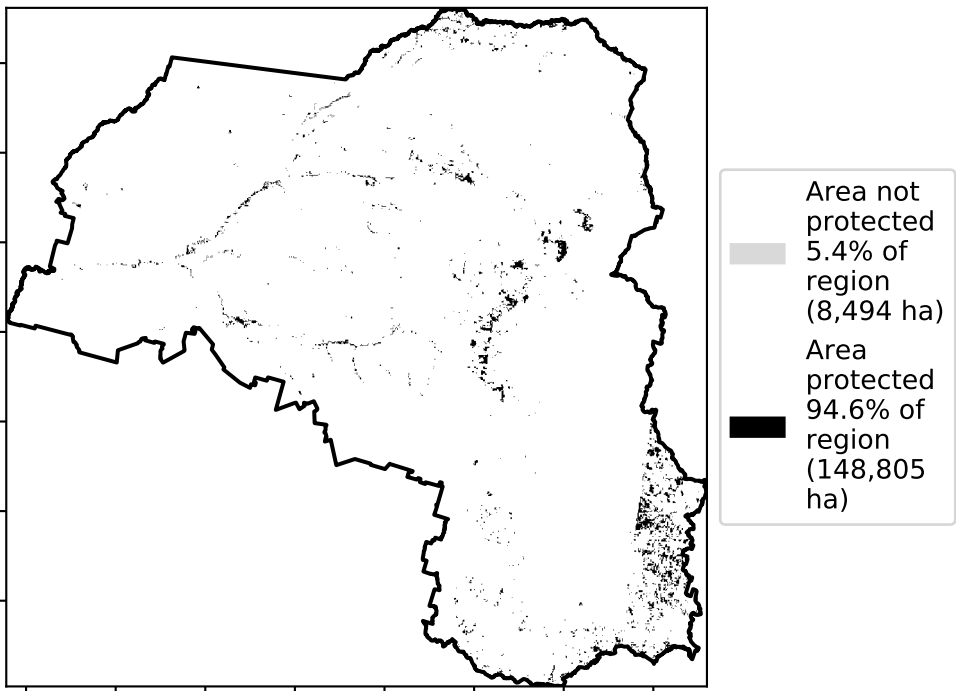 Area not
protected
5.4% of
region
(8,494 ha)
Area
protected
94.6% of
region
(148,805
ha)